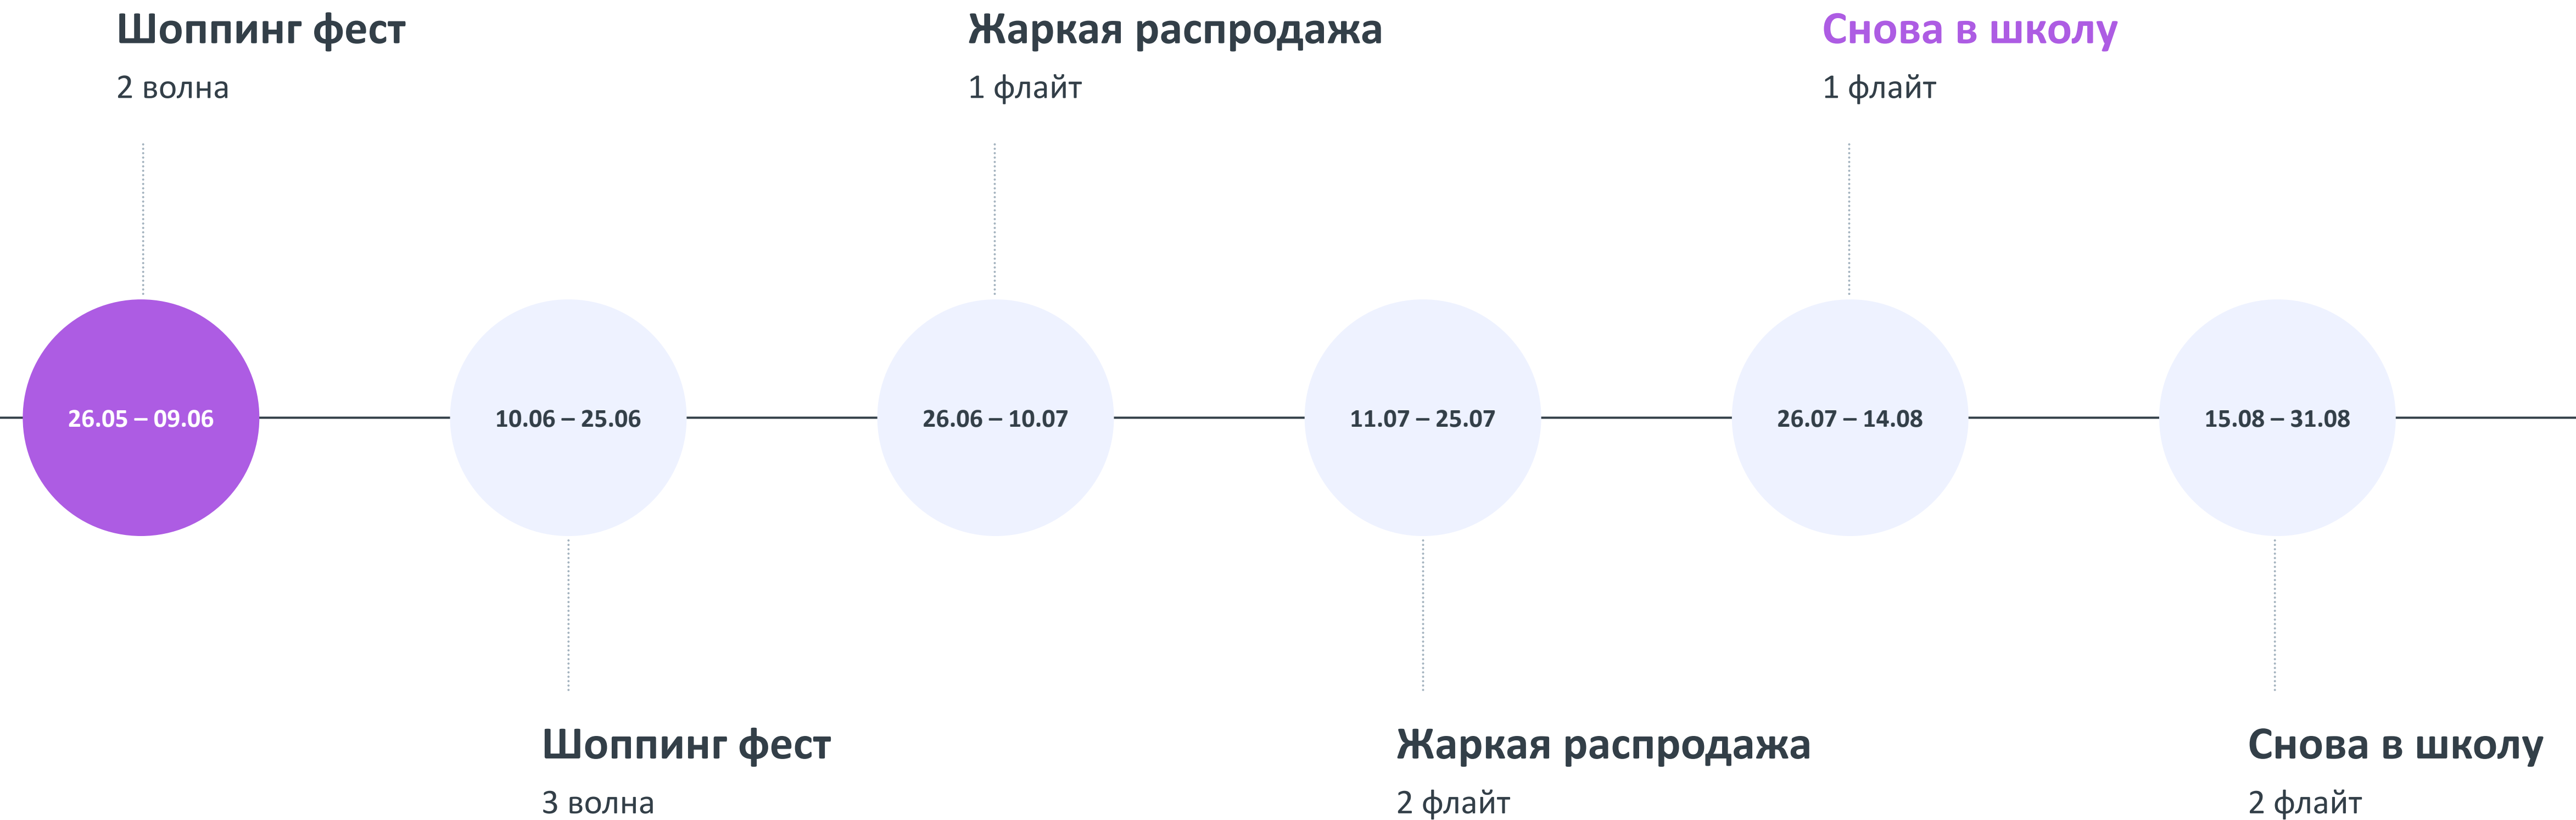 Шоппинг фест
2 волна
Жаркая распродажа
1 флайт
Снова в школу
1 флайт
26.05 – 09.06
10.06 – 25.06
26.06 – 10.07
11.07 – 25.07
26.07 – 14.08
15.08 – 31.08
Шоппинг фест
3 волна
Жаркая распродажа
2 флайт
Снова в школу
2 флайт